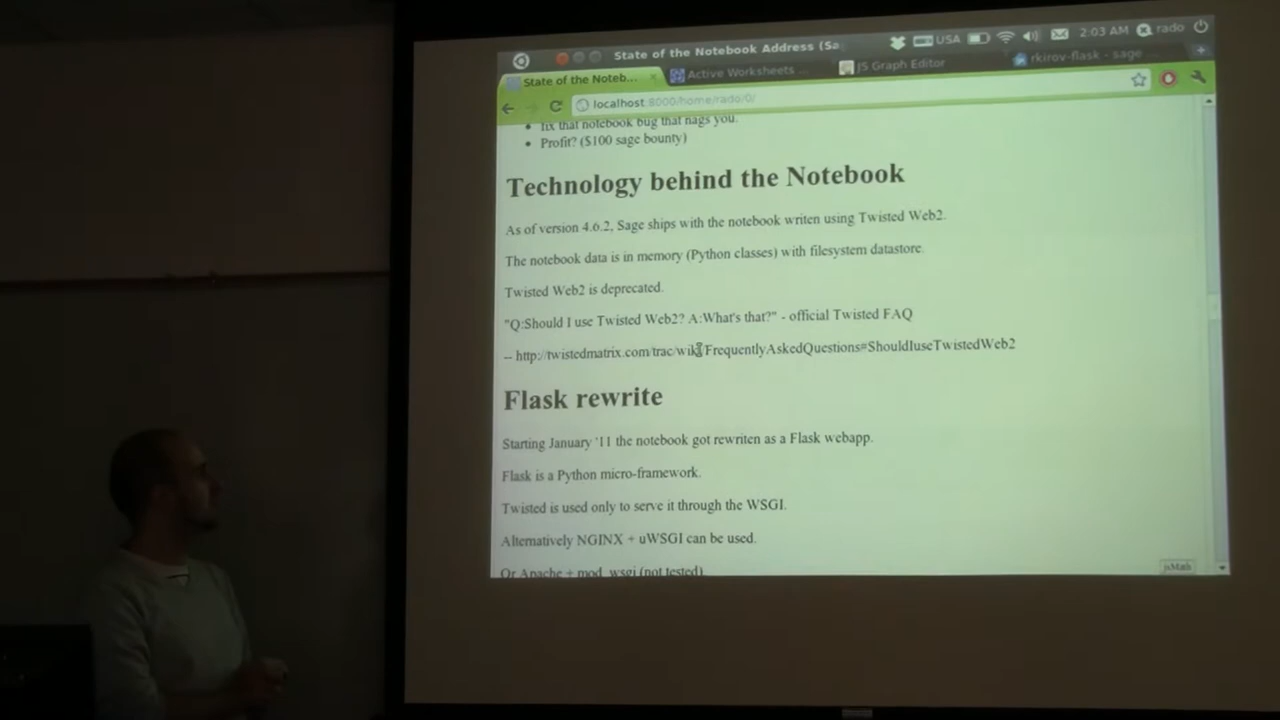 State of the Notebook Address (Sa
USA
2:03 AM
rado
State of the Noteb...
Active Worksheets ...
JS Graph Editor
rkirov-flask - sage
localhost:8000/home/rado/0/
fix that notebook bug that nags you.
Profit? ($100 sage bounty)
Technology behind the Notebook
As of version 4.6.2, Sage ships with the notebook writen using Twisted Web2.
The notebook data is in memory (Python classes) with filesystem datastore.
Twisted Web2 is deprecated.
"Q:Should I use Twisted Web2? A:What's that?" - official Twisted FAQ
-- http://twistedmatrix.com/trac/wiki/FrequentlyAskedQuestions#ShouldIuseTwistedWeb2
Flask rewrite
Starting January '11 the notebook got rewriten as a Flask webapp.
Flask is a Python micro-framework.
Twisted is used only to serve it through the WSGI.
Alternatively NGINX + uWSGI can be used.
Or Apache + mod_wsgi (not tested)
jsMath